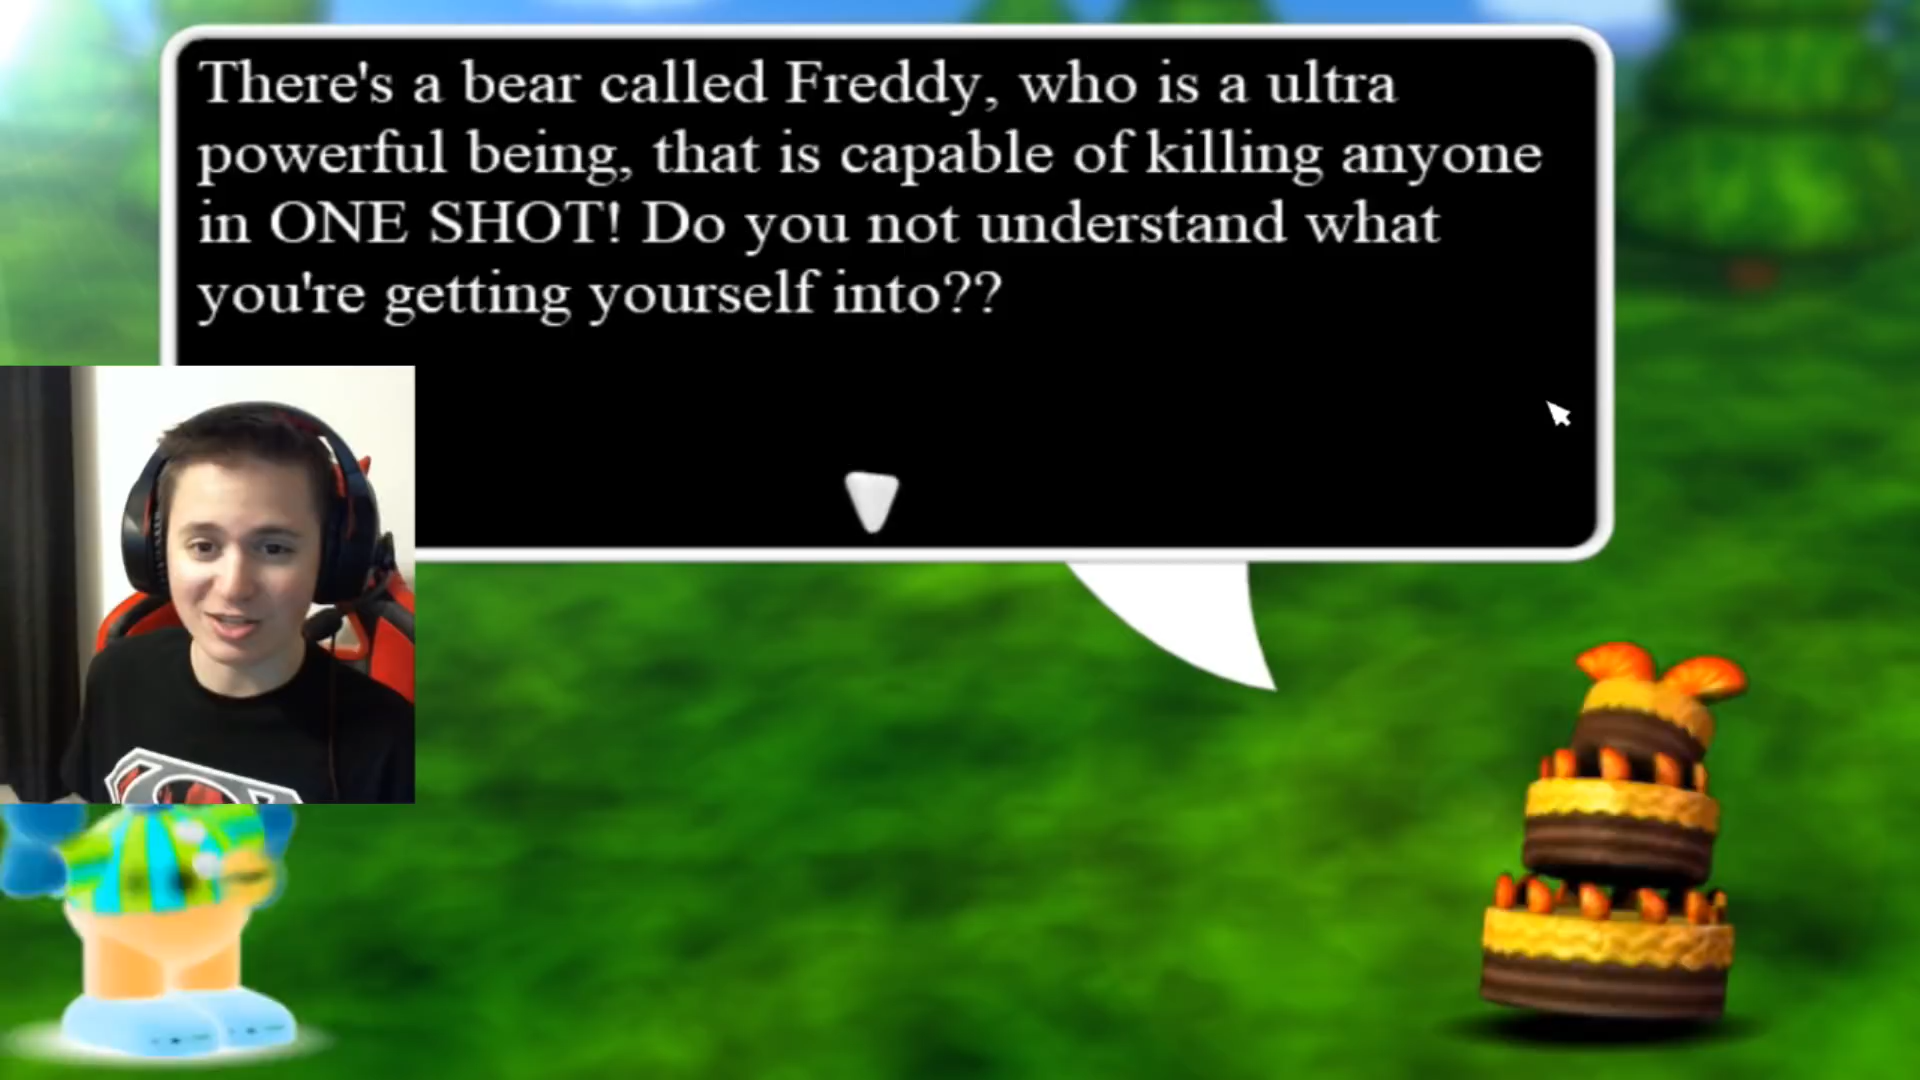 There's a bear called Freddy, who is a ultra
powerful being, that is capable of killing anyone
in ONE SHOT! Do you not understand what
you're getting yourself into??